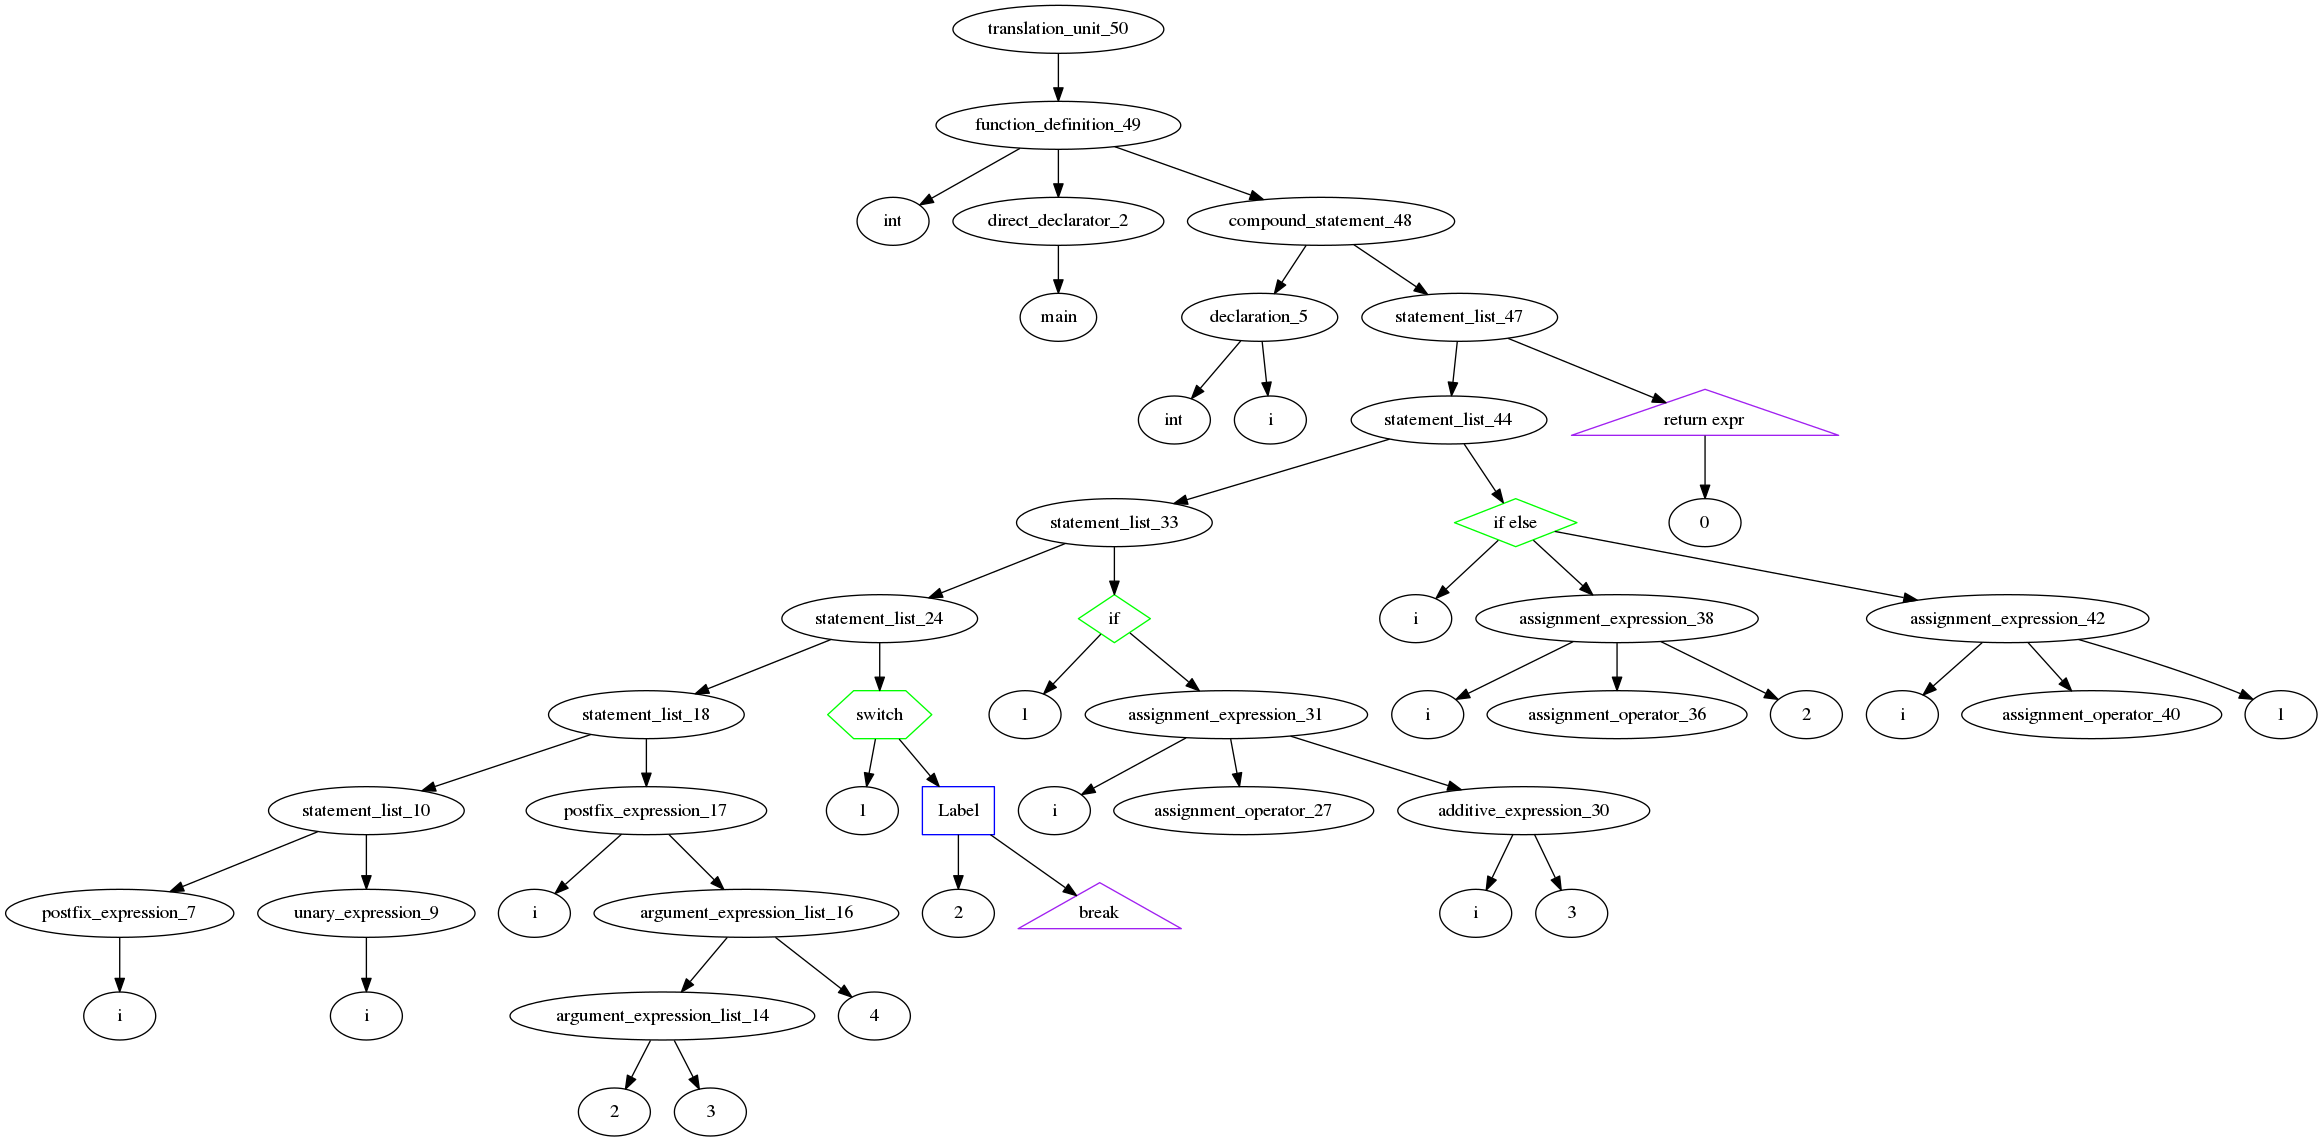 translation_unit_50
function_definition_49
int direct_declarator_2 compound_statement_48
main declaration_5 statement_list_47
int i statement_list_44 return expr
statement_list_33 if else 0
statement_list_24 if i assignment_expression_38 assignment_expression_42
statement_list_18 switch 1 assignment_expression_31 i assignment_operator_36 2 i assignment_operator_40 1
statement_list_10 postfix_expression_17 1 Label i assignment_operator_27 additive_expression_30
postfix_expression_7 unary_expression_9 i argument_expression_list_16 2 break i 3
i i argument_expression_list_14 4
2 3